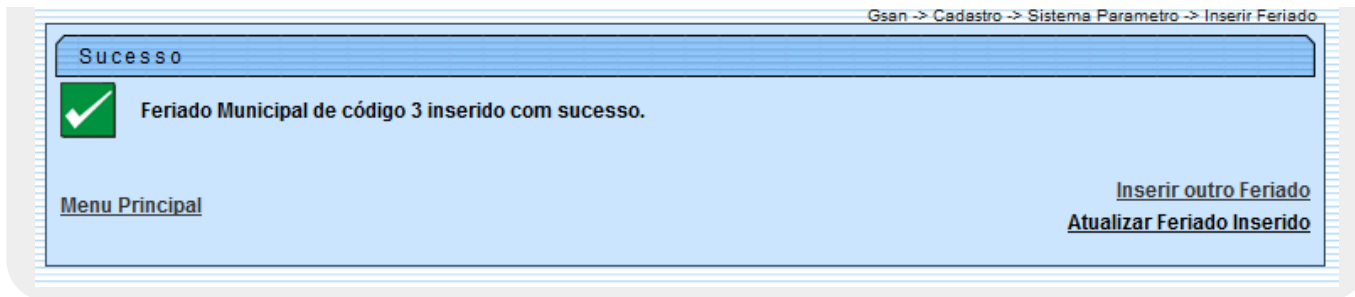 Gsan -> Cadastro -> Sistema Parametro -> Inserir Feriado
Sucesso
Feriado Municipal de código 3 inserido com sucesso.
Inserir outro Feriado
Menu Principal
Atualizar Feriado Inserido